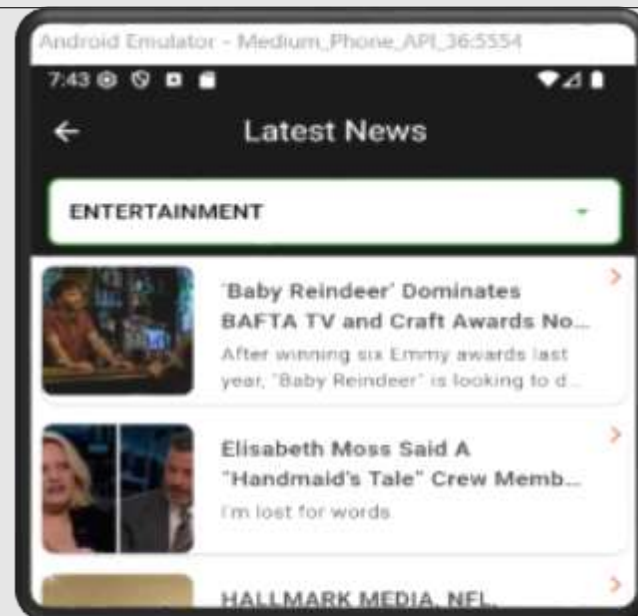 Android Emulator - Medium_Phone_API_36:5554
7:43
Latest News
ENTERTAINMENT
'Baby Reindeer' Dominates
BAFTA TV and Craft Awards No...
After winning six Emmy awards last
year, "Baby Reindeer" is looking to d...
Elisabeth Moss Said A
"Handmaid's Tale" Crew Memb...
I'm lost for words.
HALLMARK MEDIA, NFL,